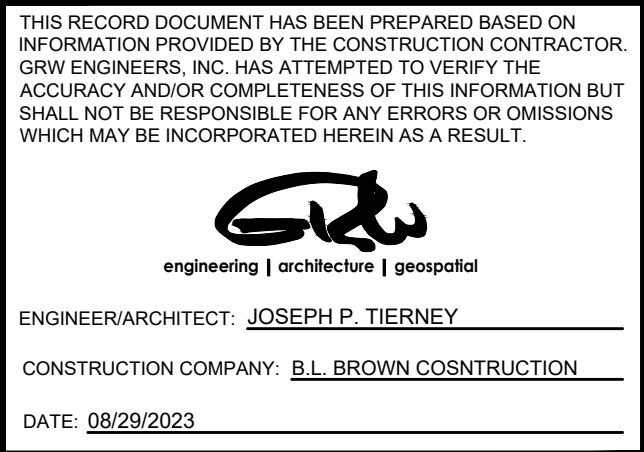 THIS RECORD DOCUMENT HAS BEEN PREPARED BASED ON
INFORMATION PROVIDED BY THE CONSTRUCTION CONTRACTOR.
GRW ENGINEERS, INC. HAS ATTEMPTED TO VERIFY THE
ACCURACY AND/OR COMPLETENESS OF THIS INFORMATION BUT
SHALL NOT BE RESPONSIBLE FOR ANY ERRORS OR OMISSIONS
WHICH MAY BE INCORPORATED HEREIN AS A RESULT.
GRW
engineering | architecture | geospatial
ENGINEER/ARCHITECT: JOSEPH P. TIERNEY
CONSTRUCTION COMPANY: B.L. BROWN COSNTRUCTION
DATE: 08/29/2023